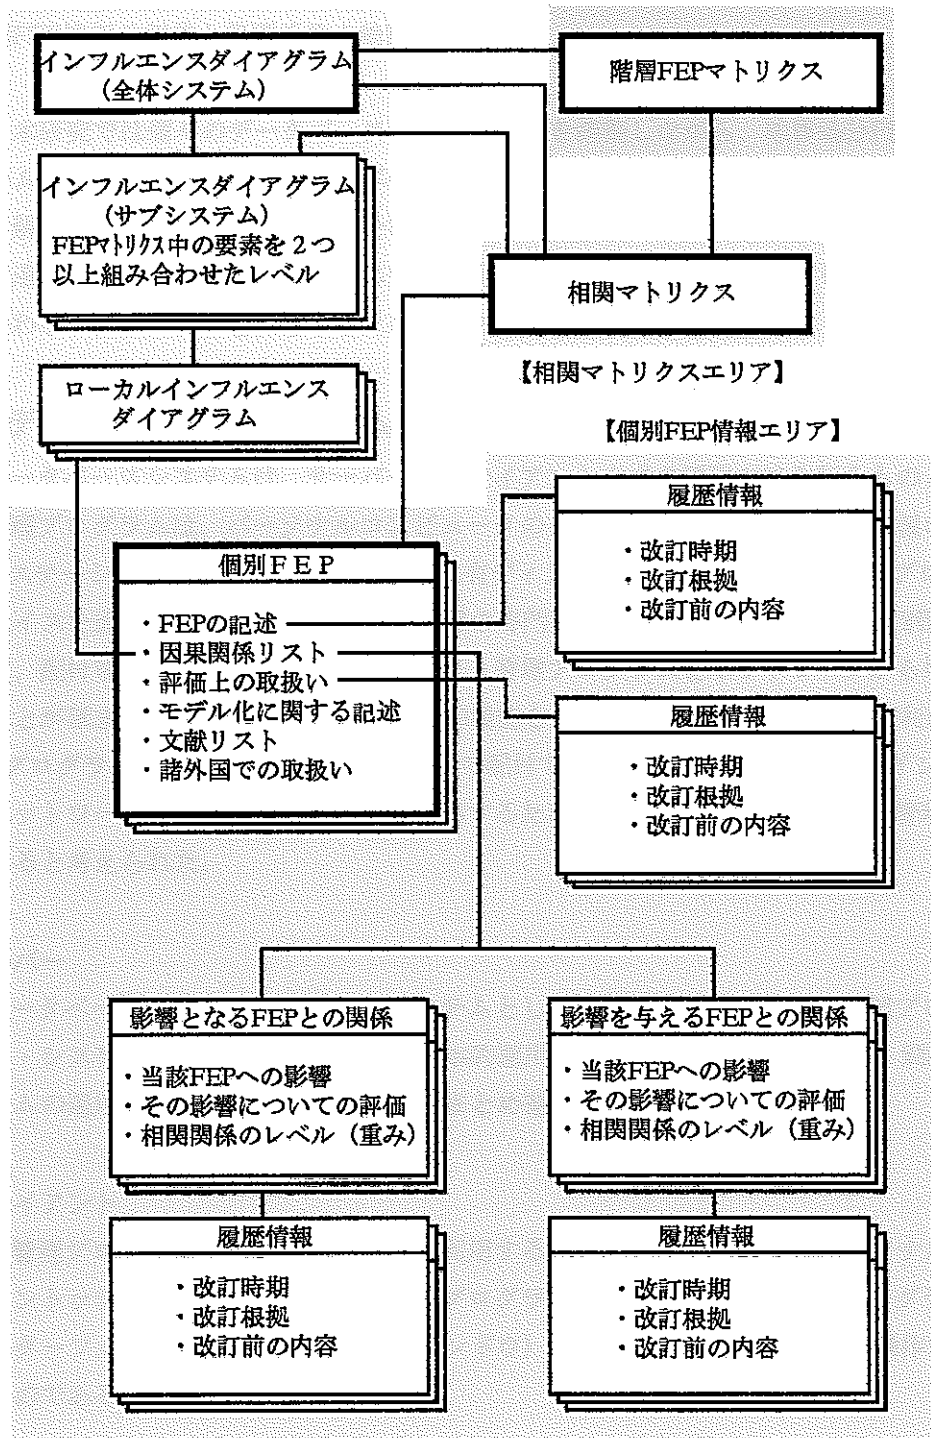 インフルエンスダイアグラム
(全体システム)
階層FEPマトリクス
インフルエンスダイアグラム
(サブシステム)
FEPマトリクス中の要素を2つ
以上組み合わせたレベル
相関マトリクス
【相関マトリクスエリア】
ローカルインフルエンス
ダイアグラム
【個別FEP情報エリア】
履歴情報
・改訂時期
・改訂根拠
・改訂前の内容
個別FEP
・FEPの記述
・因果関係リスト
・評価上の取扱い
・モデル化に関する記述
・文献リスト
・諸外国での取扱い
履歴情報
・改訂時期
・改訂根拠
・改訂前の内容
影響となるFEPとの関係
・当該FEPへの影響
・その影響についての評価
・相関関係のレベル(重み)
影響を与えるFEPとの関係
・当該FEPへの影響
・その影響についての評価
・相関関係のレベル(重み)
履歴情報
・改訂時期
・改訂根拠
・改訂前の内容
履歴情報
・改訂時期
・改訂根拠
・改訂前の内容